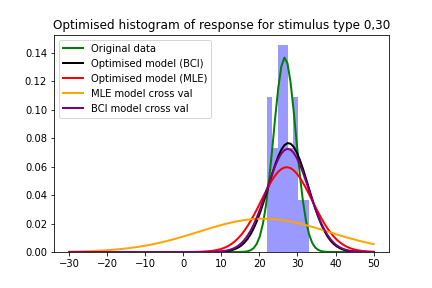 Optimised histogram of response for stimulus type 0,30
Original data
Optimised model (BCI)
Optimised model (MLE)
MLE model cross val
BCI model cross val
0.14
0.12
0.10
0.08
0.06
0.04
0.02
0.00
−30 −20 −10 0 10 20 30 40 50